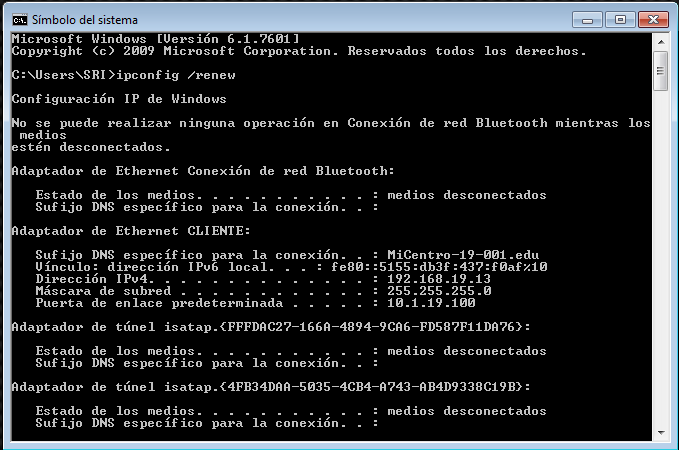 Símbolo del sistema
Microsoft Windows [Versión 6.1.7601]
Copyright (c) 2009 Microsoft Corporation. Reservados todos los derechos.
C:\Users\SRI>ipconfig /renew
Configuración IP de Windows
No se puede realizar ninguna operación en Conexión de red Bluetooth mientras los
 medios
estén desconectados.
Adaptador de Ethernet Conexión de red Bluetooth:
   Estado de los medios. . . . . . . . . . . : medios desconectados
   Sufijo DNS específico para la conexión. . :
Adaptador de Ethernet CLIENTE:
   Sufijo DNS específico para la conexión. . : MiCentro-19-001.edu
   Vínculo: dirección IPv6 local. . . : fe80::5155:db3f:437:f0af%10
   Dirección IPv4. . . . . . . . . . . . . . : 192.168.19.13
   Máscara de subred . . . . . . . . . . . . : 255.255.255.0
   Puerta de enlace predeterminada . . . . . : 10.1.19.100
Adaptador de túnel isatap.{FFFDAC27-166A-4894-9CA6-FD587F11DA76}:
   Estado de los medios. . . . . . . . . . . : medios desconectados
   Sufijo DNS específico para la conexión. . :
Adaptador de túnel isatap.{4FB34DAA-5035-4CB4-A743-AB4D9338C19B}:
   Estado de los medios. . . . . . . . . . . : medios desconectados
   Sufijo DNS específico para la conexión. . :